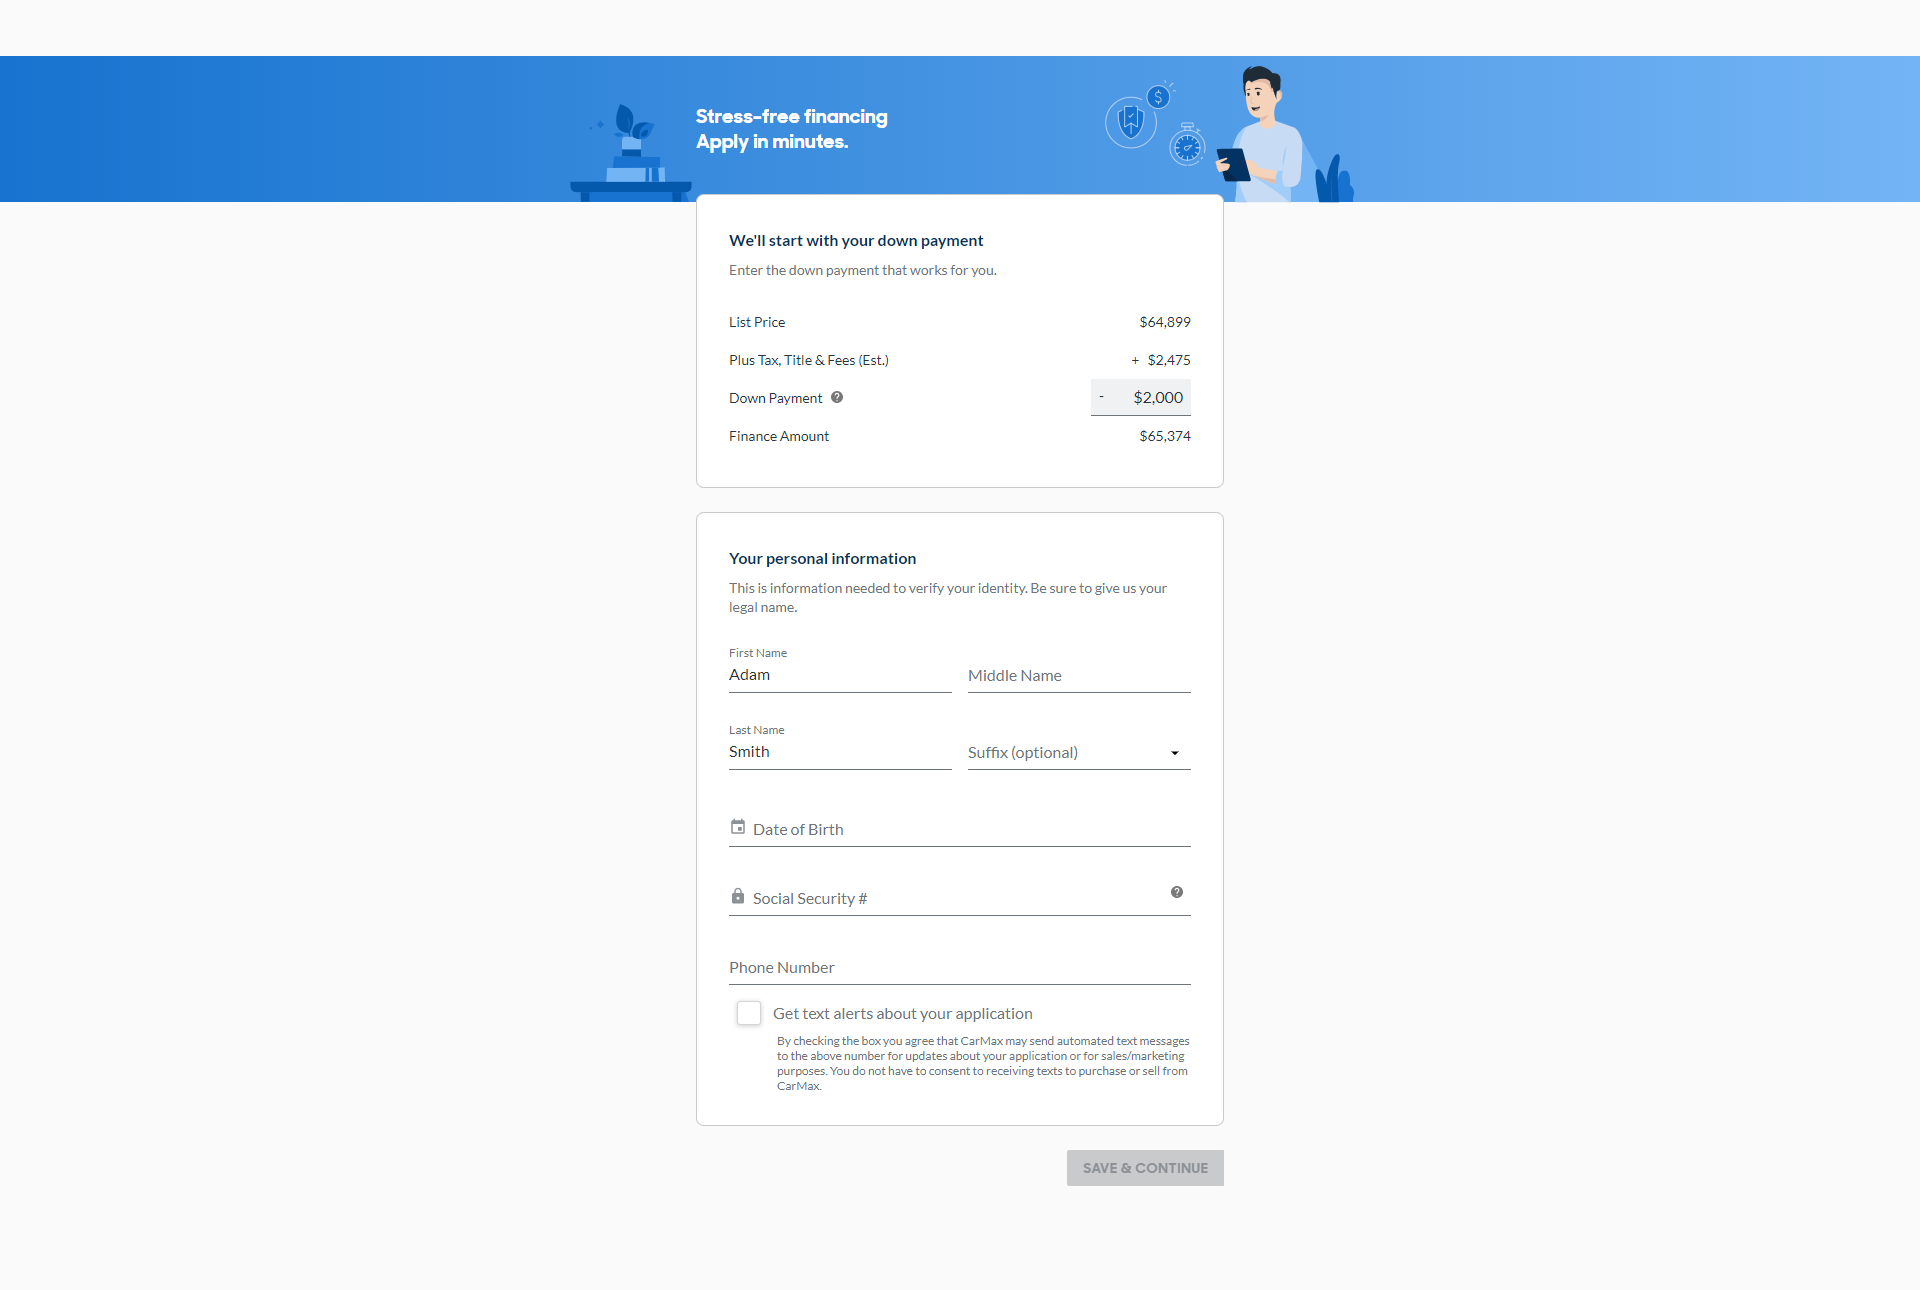 Stress-free financing
Apply in minutes.
We'll start with your down payment
Enter the down payment that works for you.
List Price $64,899
Plus Tax, Title & Fees (Est.) + $2,475
Down Payment ? - $2,000
Finance Amount $65,374
Your personal information
This is information needed to verify your identity. Be sure to give us your
legal name.
First Name
Adam Middle Name
Last Name
Smith Suffix (optional)
Date of Birth
Social Security # ?
Phone Number
Get text alerts about your application
By checking the box you agree that CarMax may send automated text messages
to the above number for updates about your application or for sales/marketing
purposes. You do not have to consent to receiving texts to purchase or sell from
CarMax.
SAVE & CONTINUE